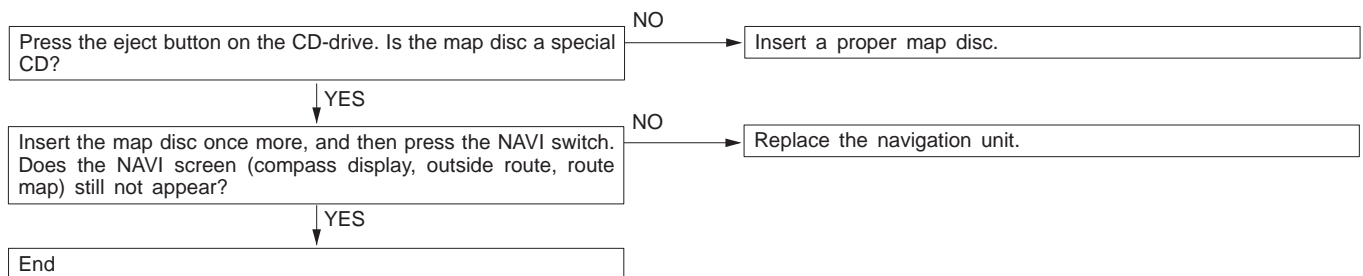 NO
Press the eject button on the CD-drive. Is the map disc a special
CD?
Insert a proper map disc.
YES
NO
Insert the map disc once more, and then press the NAVI switch.
Does the NAVI screen (compass display, outside route, route
map) still not appear?
Replace the navigation unit.
YES
End